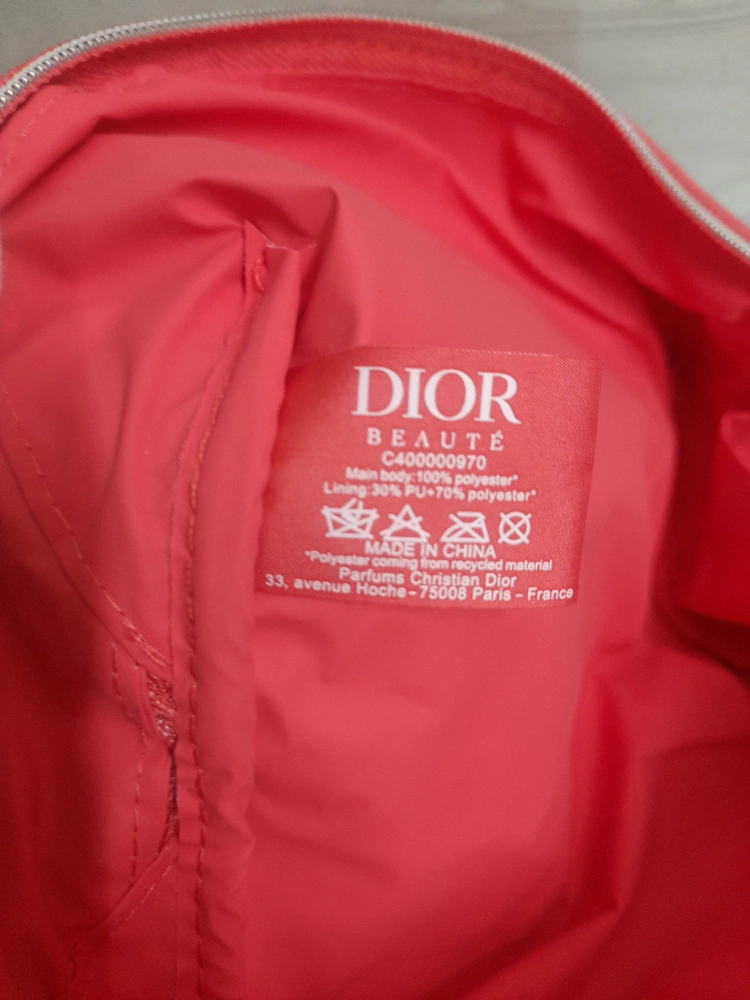 DIOR
BEAUTÉ
C400000970
Main body:100% polyester*
Lining:30% PU+70% polyester*
MADE IN CHINA
*Polyester coming from recycled material
Parfums Christian Dior
33, avenue Hoche-75008 Paris - France